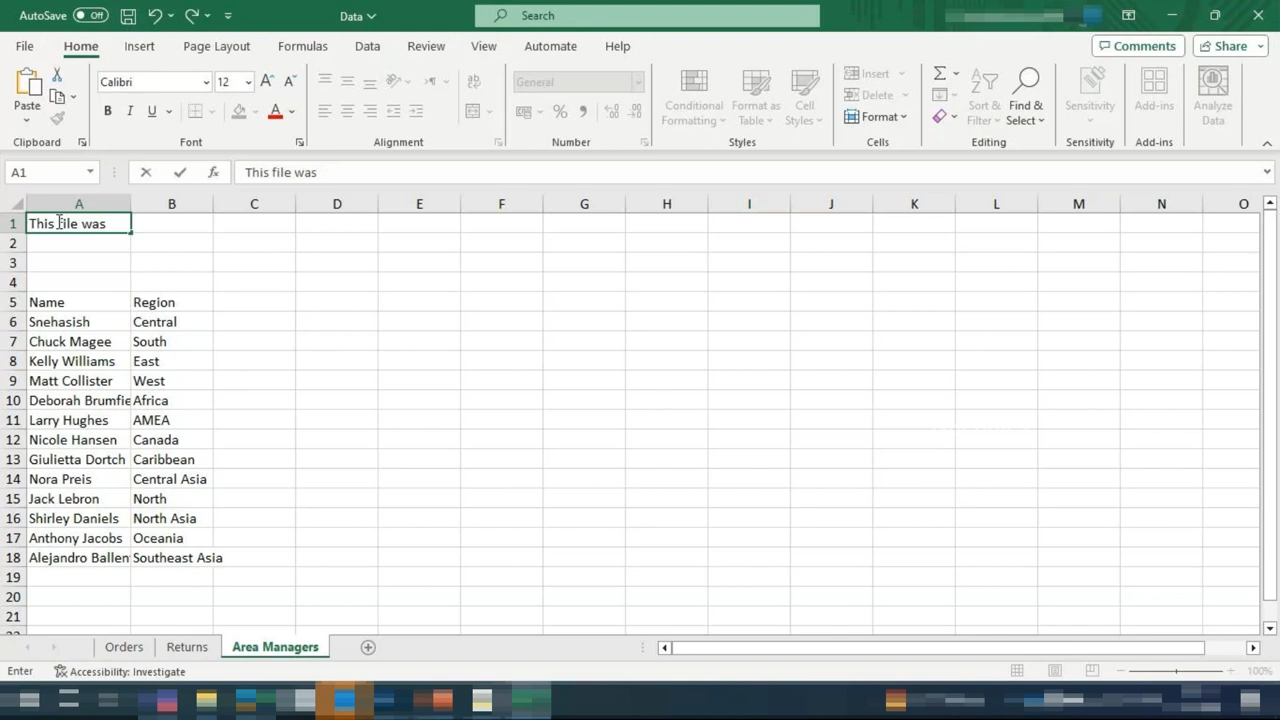 AutoSave Off Data Search
File Home Insert Page Layout Formulas Data Review View Automate Help Comments Share
Paste Calibri 12 General Conditional Formatting Format as Table Cell Styles Insert Delete Format Sort & Filter Find & Select Sensitivity Add-ins Analyze Data
B I U A
Clipboard Font Alignment Number Styles Cells Editing Sensitivity Add-ins
A1 fx This file was
A B C D E F G H I J K L M N O
1 This file was
2
3
4
5 Name Region
6 Snehasish Central
7 Chuck Magee South
8 Kelly Williams East
9 Matt Collister West
10 Deborah Brumfie Africa
11 Larry Hughes AMEA
12 Nicole Hansen Canada
13 Giulietta Dortch Caribbean
14 Nora Preis Central Asia
15 Jack Lebron North
16 Shirley Daniels North Asia
17 Anthony Jacobs Oceania
18 Alejandro Ballen Southeast Asia
19
20
21
Orders Returns Area Managers
Enter Accessibility: Investigate 100%